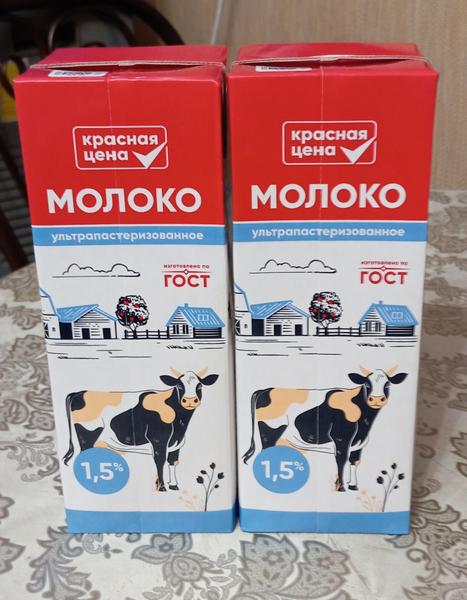 красная
цена
МОЛОКО
ультрапастеризованное
изготовлено по
ГОСТ
1,5%
красная
цена
МОЛОКО
ультрапастеризованное
изготовлено по
ГОСТ
1,5%